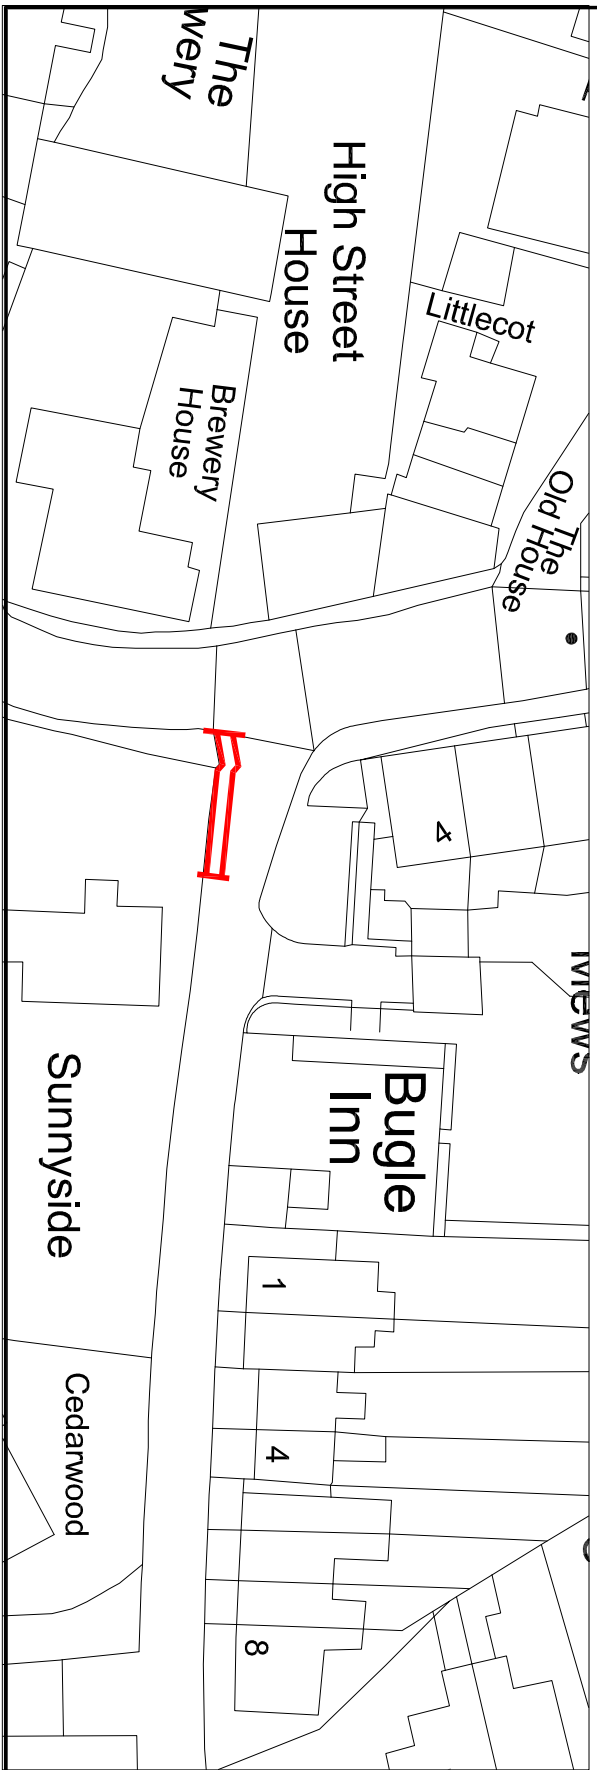 The
wery
High Street
House
Littlecot
Brewery
House
The
Old House
4
Mews
Bugle
Inn
Sunnyside
1
Cedarwood
4
8